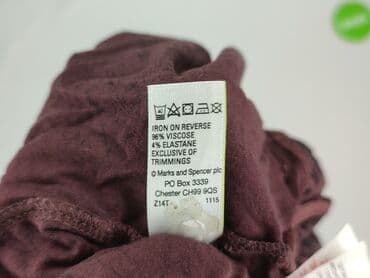 IRON ON REVERSE
96% VISCOSE
4% ELASTANE
EXCLUSIVE OF
TRIMMINGS
© Marks and Spencer plc
PO Box 3339
Chester CH99 9QS
Z14T 1115